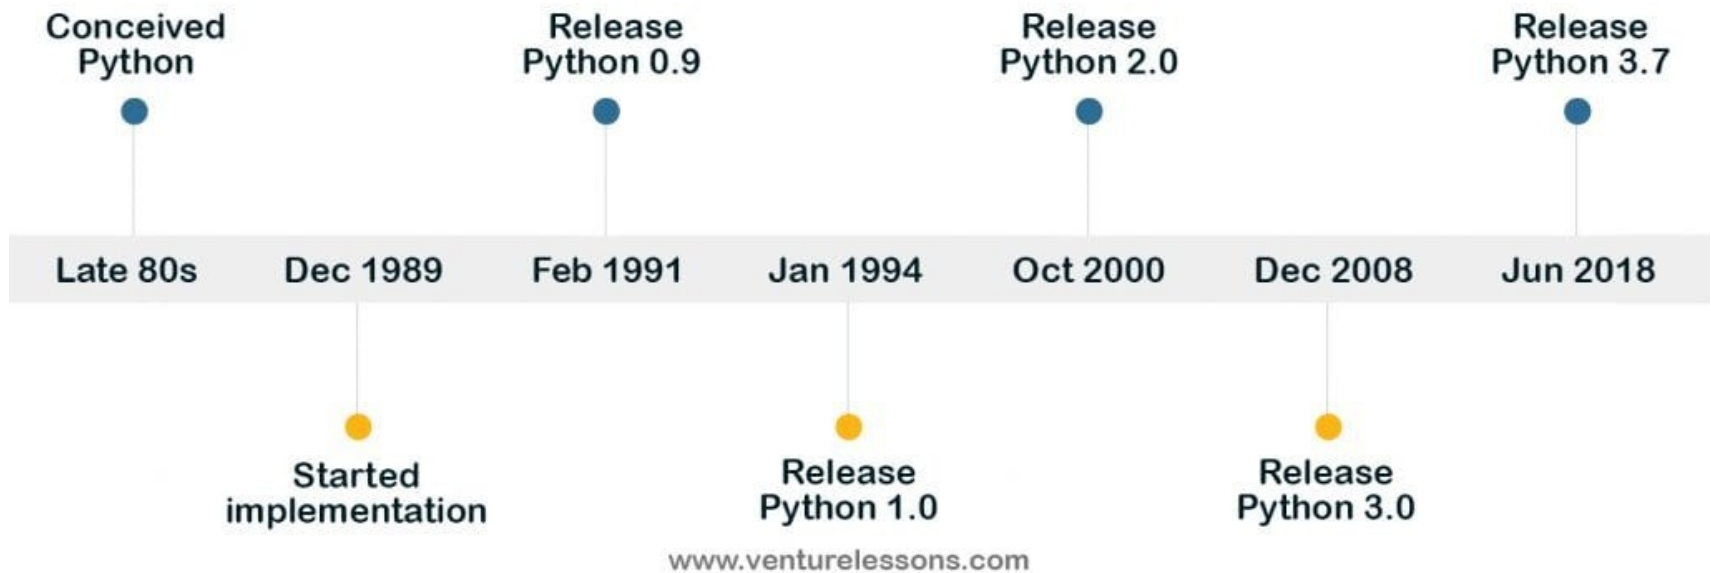 Conceived
Python
Release
Python 0.9
Release
Python 2.0
Release
Python 3.7
Late 80s
Dec 1989
Feb 1991
Jan 1994
Oct 2000
Dec 2008
Jun 2018
Started
implementation
Release
Python 1.0
Release
Python 3.0
www.venturelessons.com